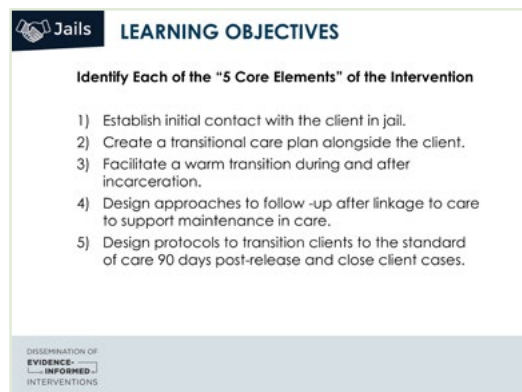 Jails
LEARNING OBJECTIVES
Identify Each of the “5 Core Elements” of the Intervention
1) Establish initial contact with the client in jail.
2) Create a transitional care plan alongside the client.
3) Facilitate a warm transition during and after
incarceration.
4) Design approaches to follow -up after linkage to care
to support maintenance in care.
5) Design protocols to transition clients to the standard
of care 90 days post-release and close client cases.
DISSEMINATION OF
EVIDENCE-
INFORMED
INTERVENTIONS